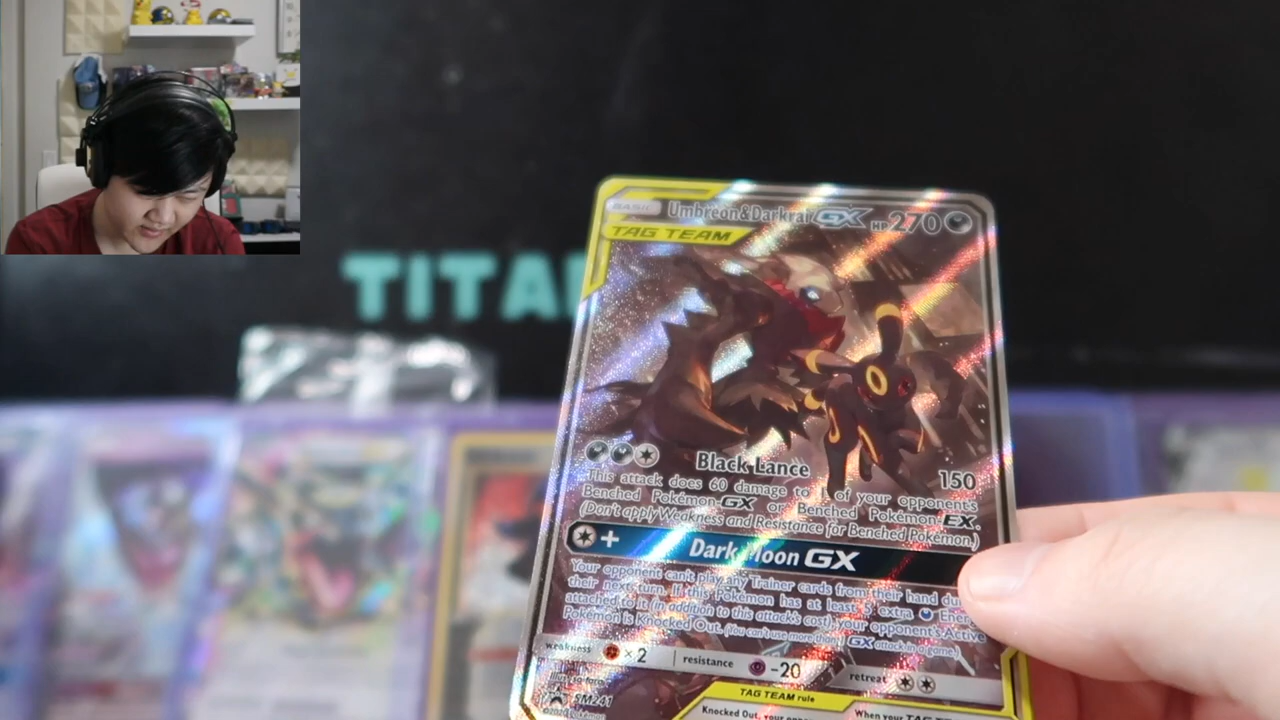 TITAN
BASIC Umbreon&Darkrai GX HP 270
TAG TEAM
Black Lance 150
This attack does 60 damage to 1 of your opponent's
Benched Pokémon-GX or Benched Pokémon-EX.
(Don't apply Weakness and Resistance for Benched Pokémon.)
+ Dark Moon GX
Your opponent can't play any Trainer cards from their hand
their next turn. If this Pokémon has at least extra
attached to it (in addition to this attack's cost), your opponent's Active
Pokémon is Knocked Out. (You can't use more than 1 GX attack in a game.)
weakness ×2 resistance -20 retreat
SM241
TAG TEAM rule
Knocked Out, your When your TAG